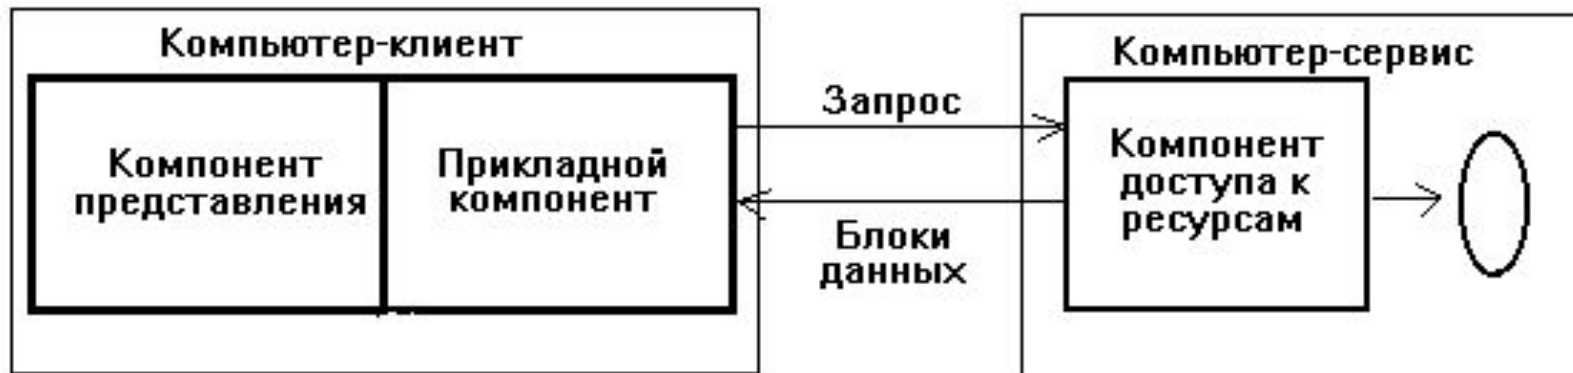 Компьютер-клиент
Компонент
представления
Прикладной
компонент
Запрос
Блоки
данных
Компьютер-сервис
Компонент
доступа к
ресурсам